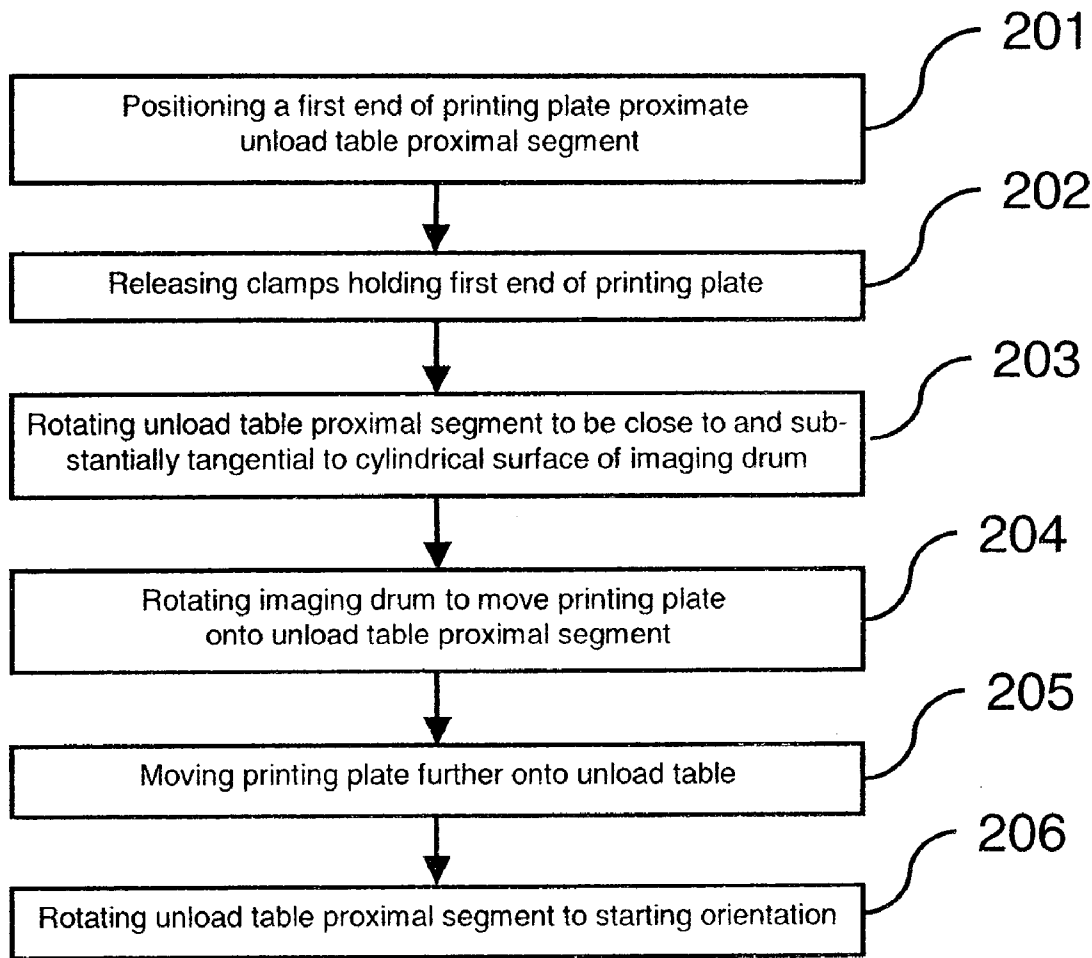 201
Positioning a first end of printing plate proximate
unload table proximal segment
202
Releasing clamps holding first end of printing plate
203
Rotating unload table proximal segment to be close to and sub-
stantially tangential to cylindrical surface of imaging drum
204
Rotating imaging drum to move printing plate
onto unload table proximal segment
205
Moving printing plate further onto unload table
206
Rotating unload table proximal segment to starting orientation